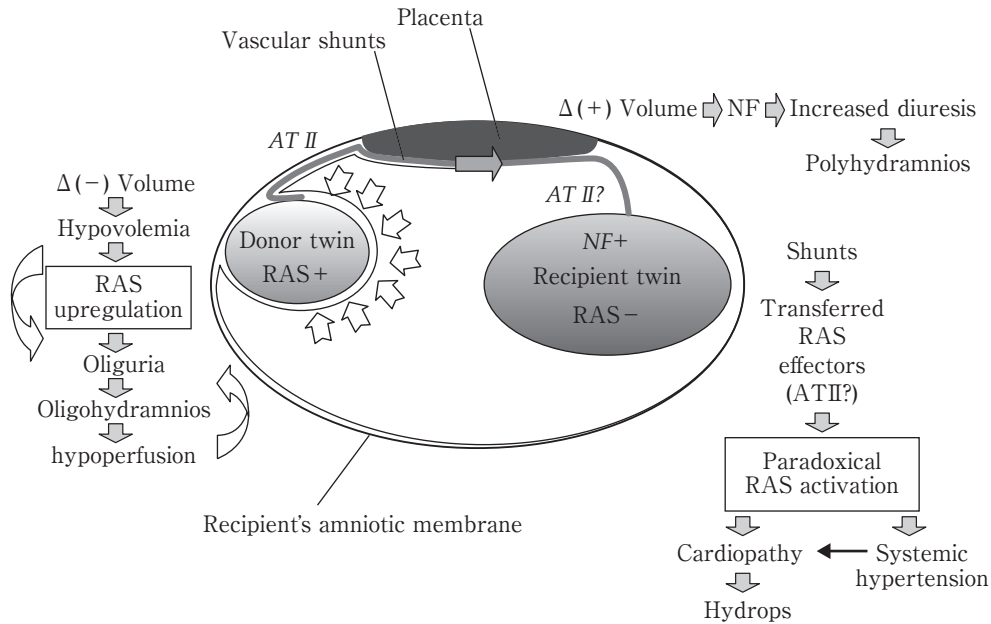 Placenta
Vascular shunts
Δ(+) Volume NF Increased diuresis
Polyhydramnios
AT II
Δ(−) Volume
Hypovolemia
RAS
upregulation
Oliguria
Oligohydramnios
hypoperfusion
Donor twin
RAS+
AT II?
NF+
Recipient twin
RAS−
Shunts
Transferred
RAS
effectors
(ATII?)
Paradoxical
RAS activation
Cardiopathy
Systemic
hypertension
Hydrops
Recipient's amniotic membrane